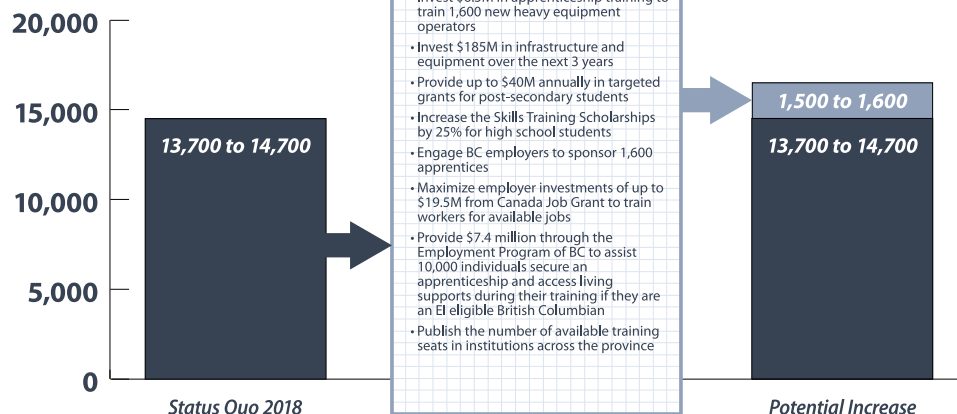 20,000
15,000
10,000
5,000
0
13,700 to 14,700
Status Quo 2018
train 1,600 new heavy equipment
operators
• Invest $185M in infrastructure and
equipment over the next 3 years
• Provide up to $40M annually in targeted
grants for post-secondary students
• Increase the Skills Training Scholarships
by 25% for high school students
• Engage BC employers to sponsor 1,600
apprentices
• Maximize employer investments of up to
$19.5M from Canada Job Grant to train
workers for available jobs
• Provide $7.4 million through the
Employment Program of BC to assist
10,000 individuals secure an
apprenticeship and access living
supports during their training if they are
an EI eligible British Columbian
• Publish the number of available training
seats in institutions across the province
1,500 to 1,600
13,700 to 14,700
Potential Increase